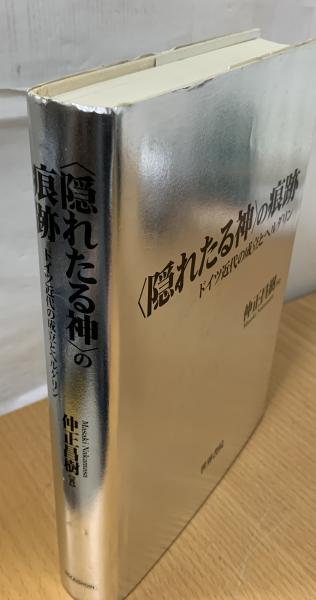 〈隠れたる神〉の
痕跡
ドイツ近代の成立とヘルダリン
Masaki Nakamasa
仲正昌樹
〈隠れたる神〉の痕跡
ドイツ近代の成立とヘルダリン
仲正昌樹